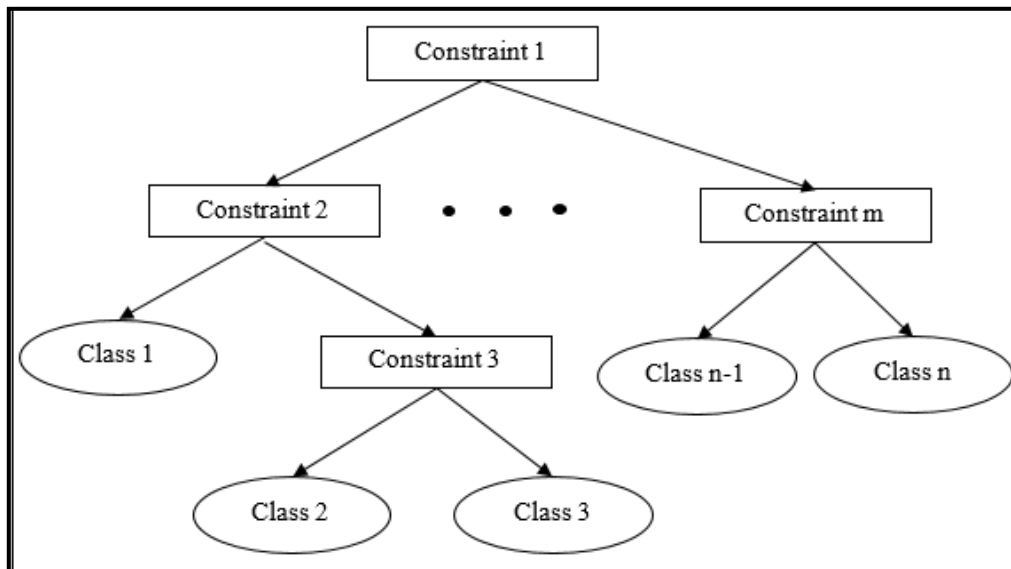 Constraint 1
Constraint 2
Constraint m
Class 1
Constraint 3
Class n-1
Class n
Class 2
Class 3